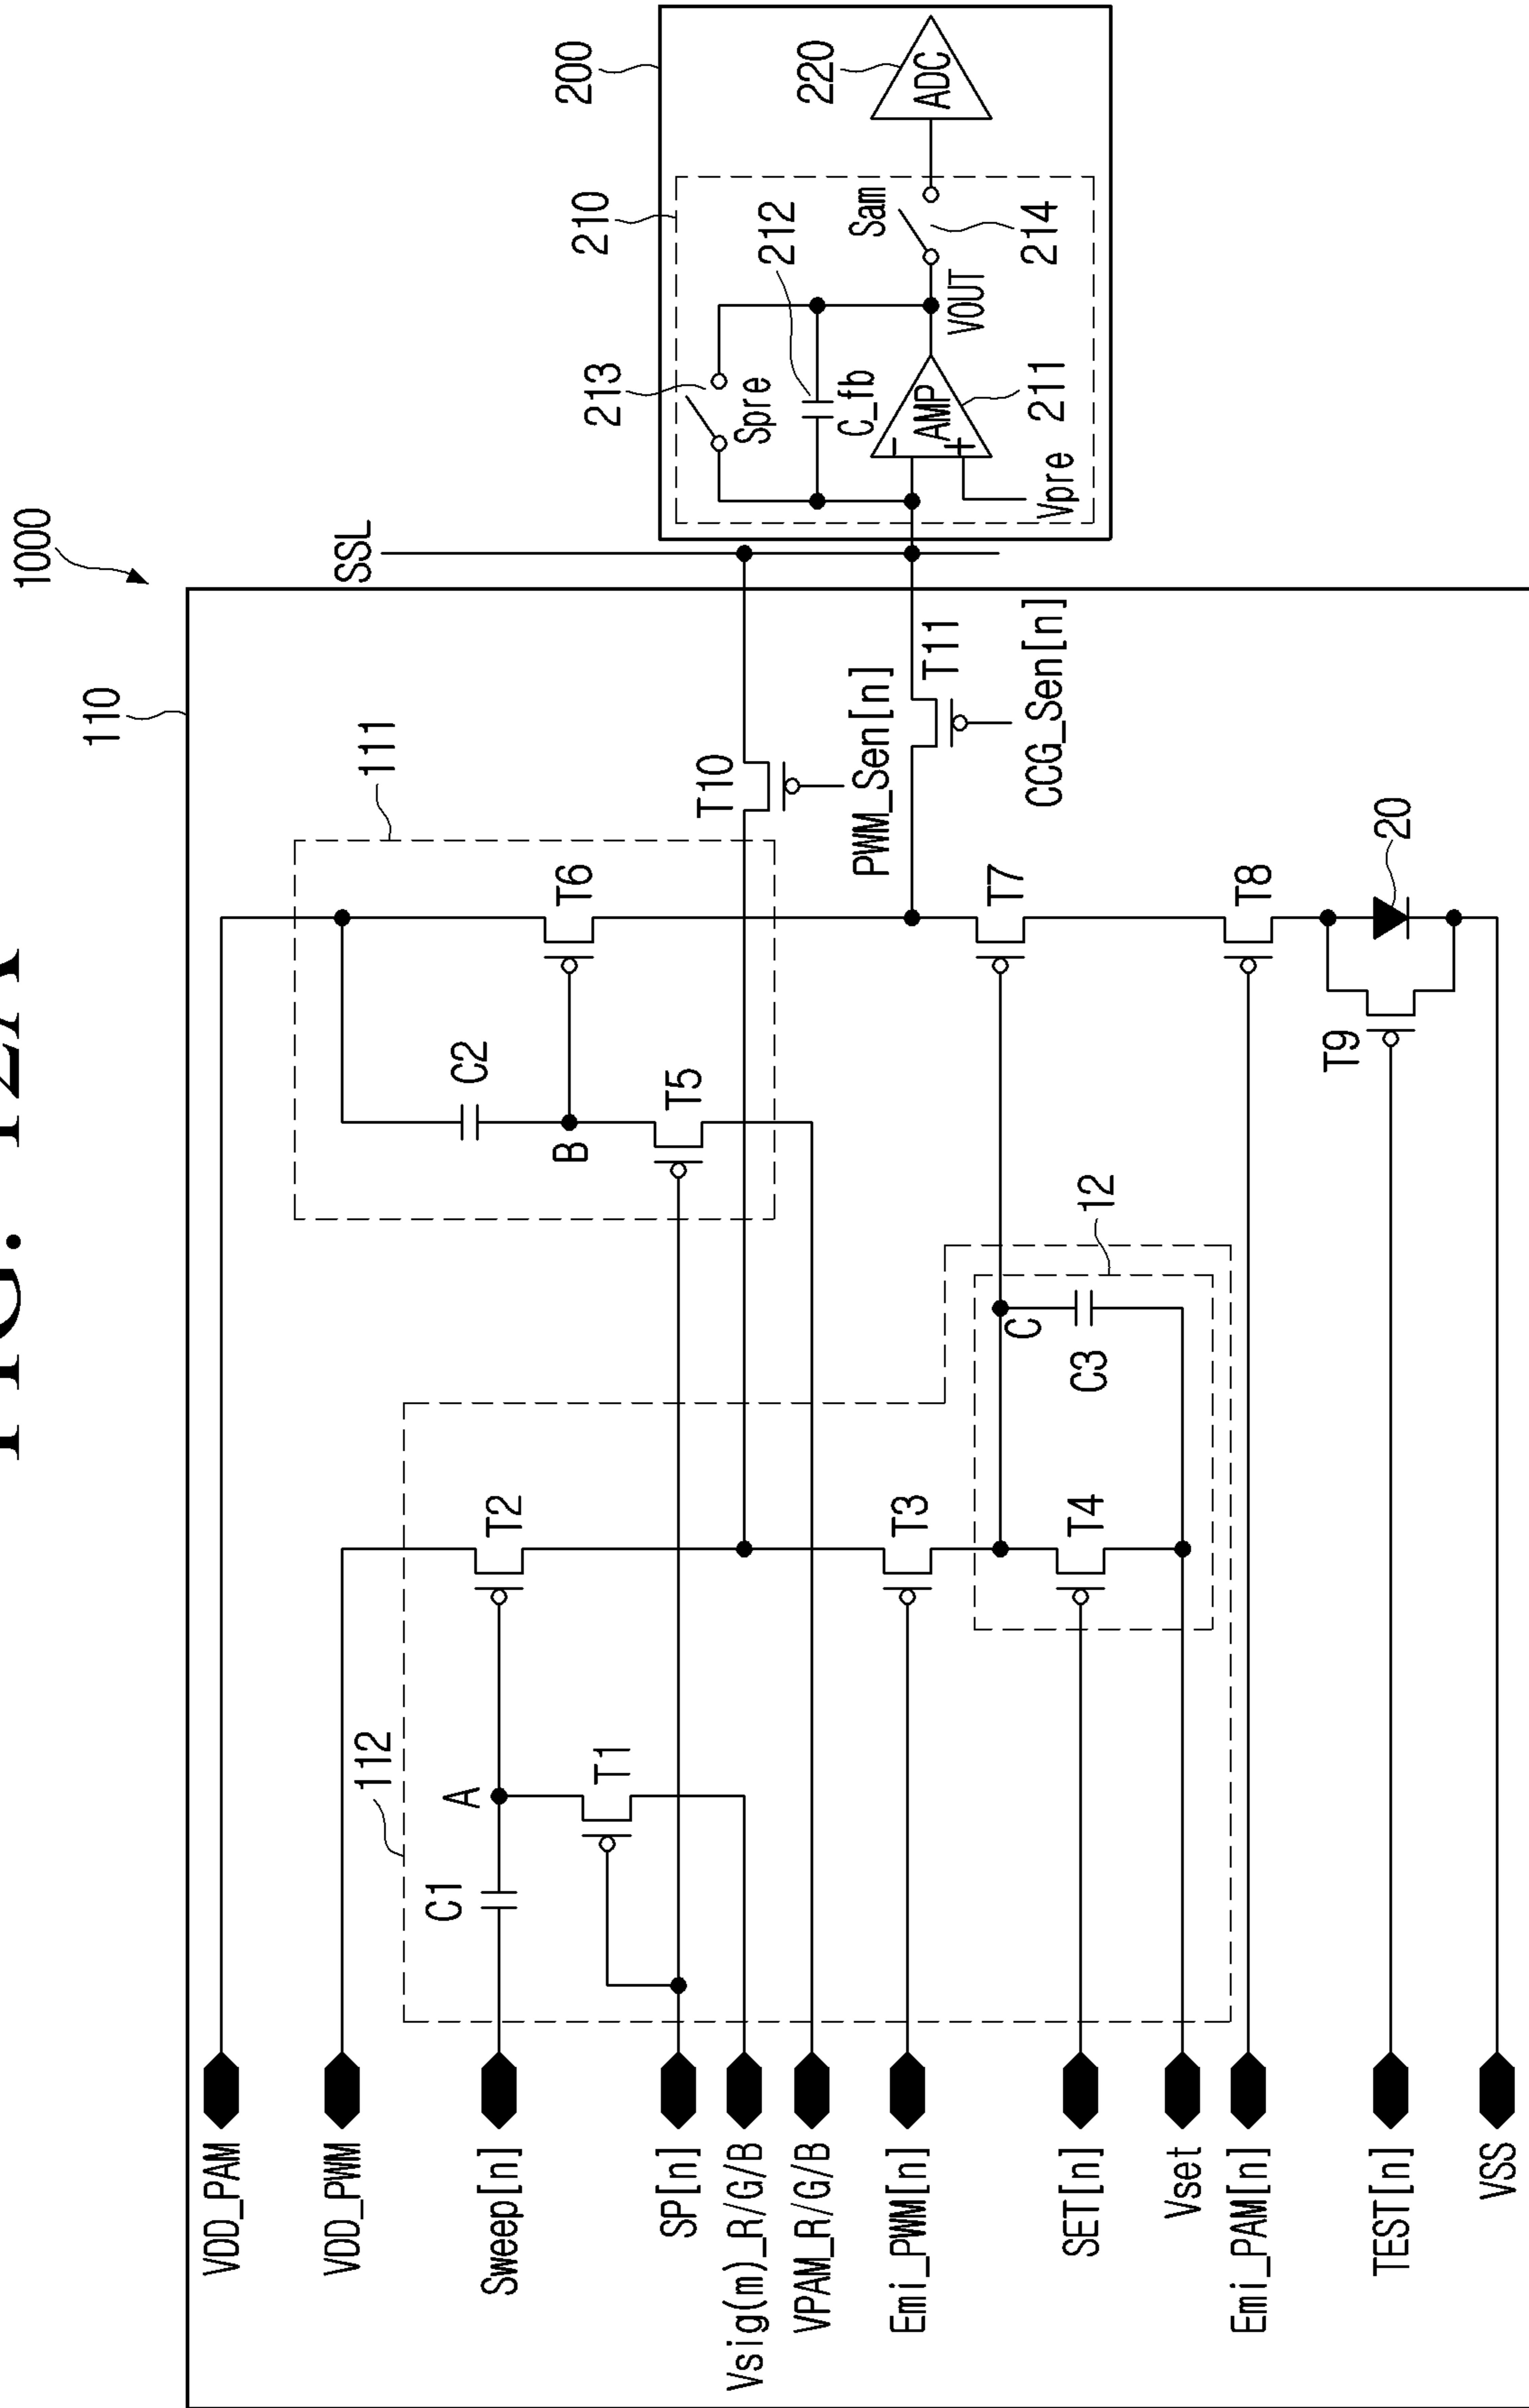 FIG. 12A
1000
110
200
210
213
212
220
SSL
Spre
C_fb
Sam
ADC
AMP
-
+
VOUT
214
211
Vpre
111
T6
C2
B
T5
T10
PWM_Sen[n]
T11
CCG_Sen[n]
T7
T8
20
T9
112
T2
A
C1
T1
T3
T4
12
C
C3
VDD_PAM
VDD_PWM
Sweep[n]
SP[n]
Vsig(m)_R/G/B
VPAM_R/G/B
Emi_PWM[n]
SET[n]
Vset
Emi_PAM[n]
TEST[n]
VSS